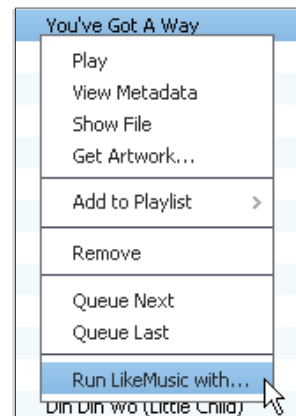 You've Got A Way
Play
View Metadata
Show File
Get Artwork...
Add to Playlist >
Remove
Queue Next
Queue Last
Run LikeMusic with...
Din Din Wo (Little Child)